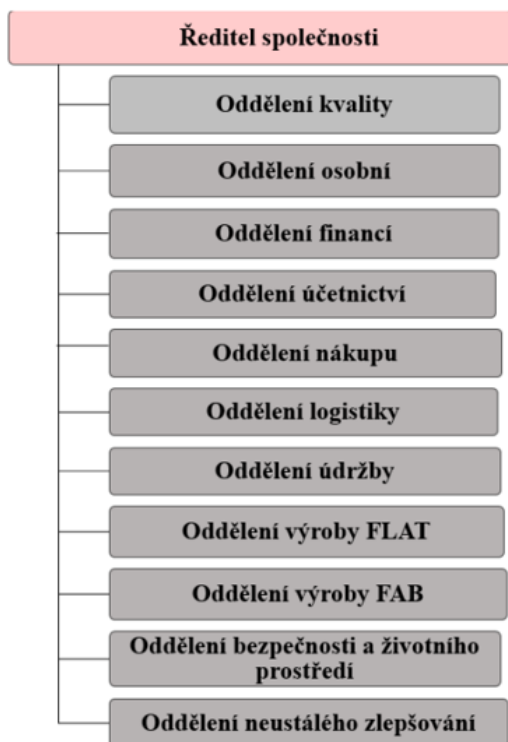 Ředitel společnosti
Oddělení kvality
Oddělení osobní
Oddělení financí
Oddělení účetnictví
Oddělení nákupu
Oddělení logistiky
Oddělení údržby
Oddělení výroby FLAT
Oddělení výroby FAB
Oddělení bezpečnosti a životního
prostředí
Oddělení neustálého zlepšování